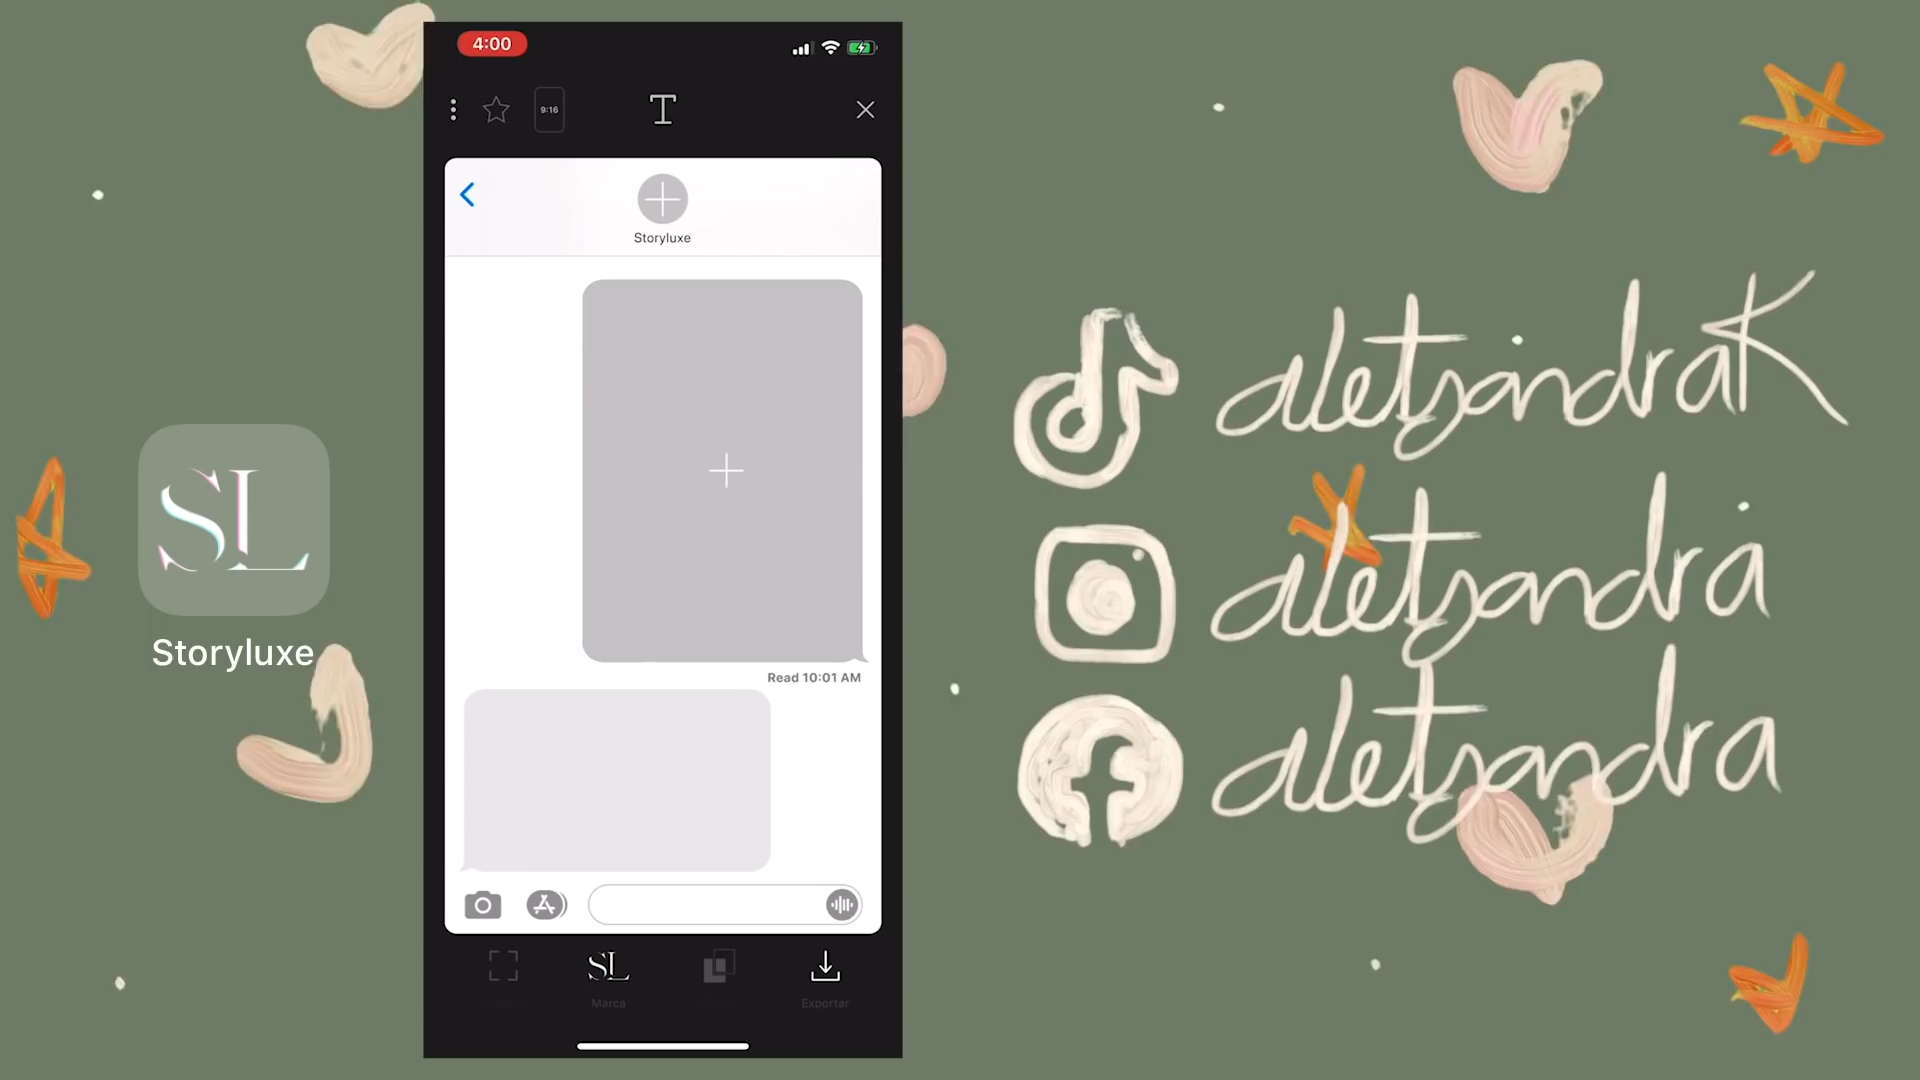 4:00
9:16
T
Storyluxe
Read 10:01 AM
SL
Marca
Exportar
SL
Storyluxe
aletsandraK
aletsandra
aletsandra